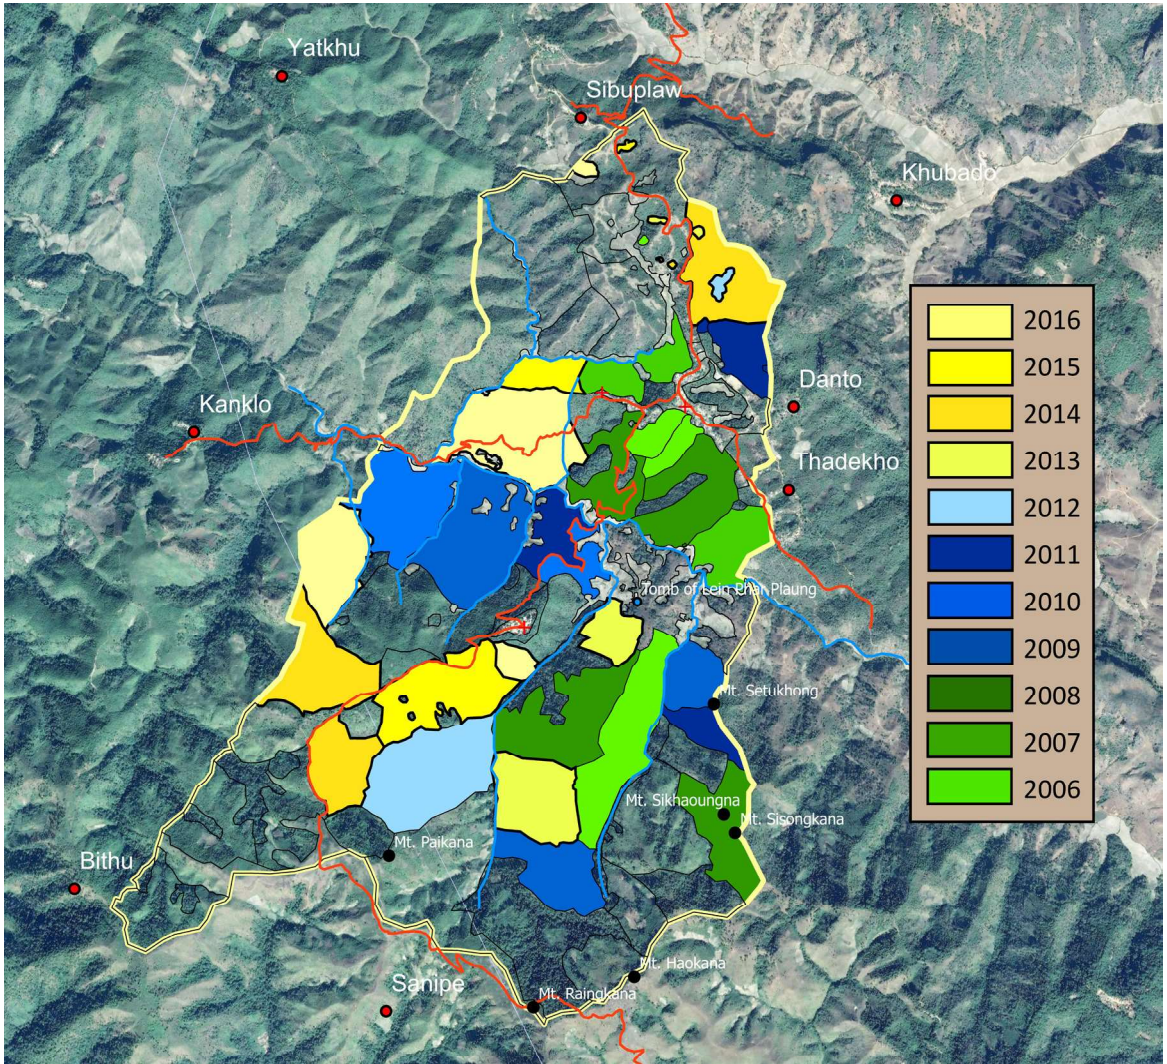 Yatkhu
Sibuplaw
Khubado
Kanklo
Danto
Thadekho
Tomb of Lein Phar Plaung
Mt. Setukhong
Mt. Sikhaoungna
Mt. Sisongkana
Mt. Paikana
Bithu
Sanipe
Mt. Haokana
Mt. Raingkana
2016
2015
2014
2013
2012
2011
2010
2009
2008
2007
2006